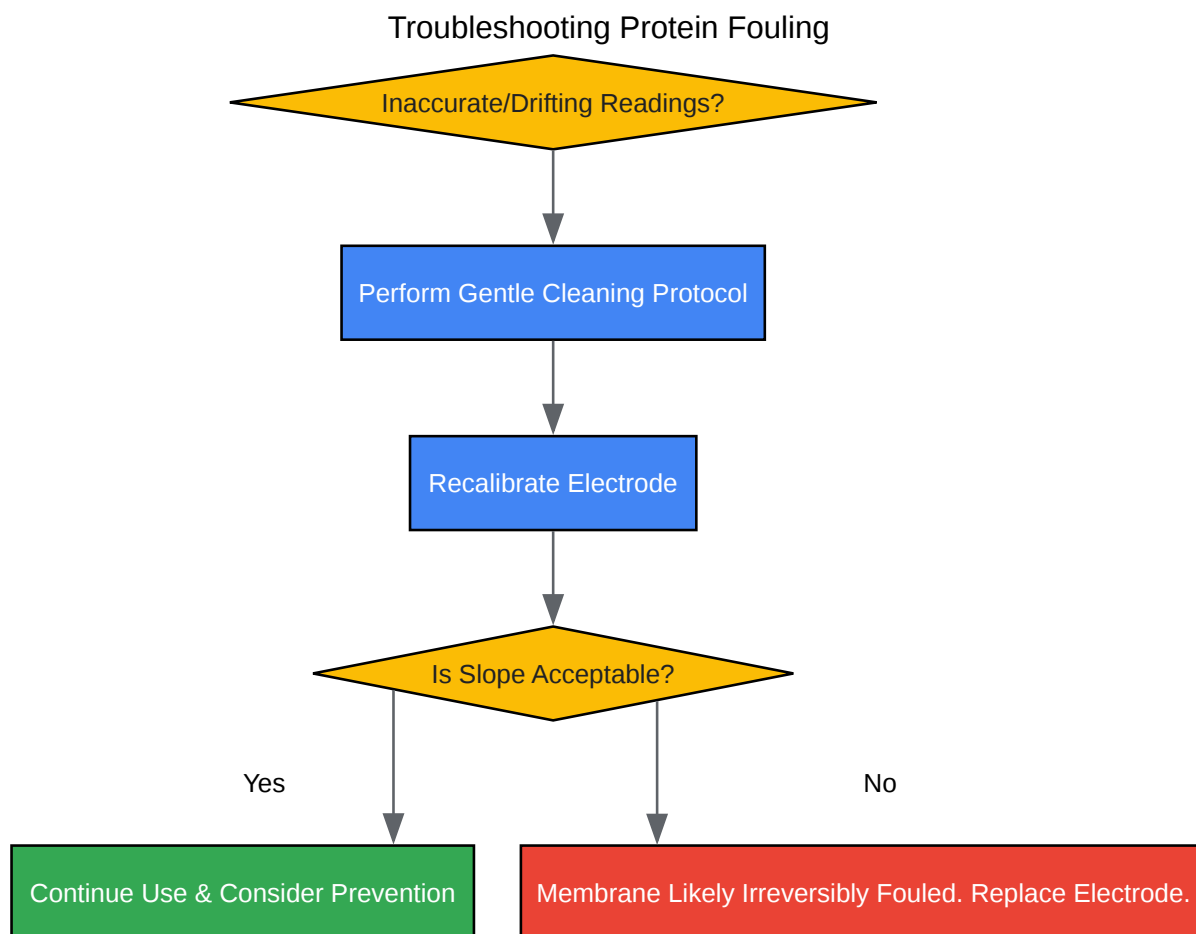 Troubleshooting Protein Fouling
Inaccurate/Drifting Readings?
Perform Gentle Cleaning Protocol
Recalibrate Electrode
Is Slope Acceptable?
Yes
No
Continue Use & Consider Prevention
Membrane Likely Irreversibly Fouled. Replace Electrode.